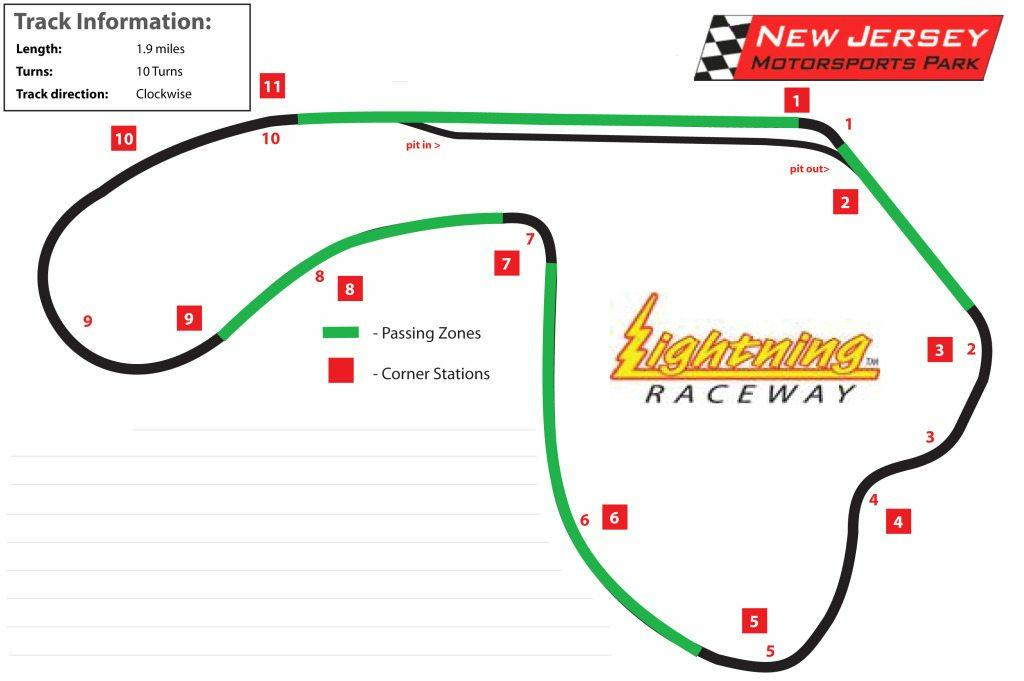 Track Information:
Length: 1.9 miles
Turns: 10 Turns
Track direction: Clockwise
NEW JERSEY
MOTORSPORTS PARK
11
10
10
1
1
pit in >
pit out>
2
7
7
8
8
9
9
- Passing Zones
- Corner Stations
Lightning TM
RACEWAY
3
2
3
4
4
6
6
5
5